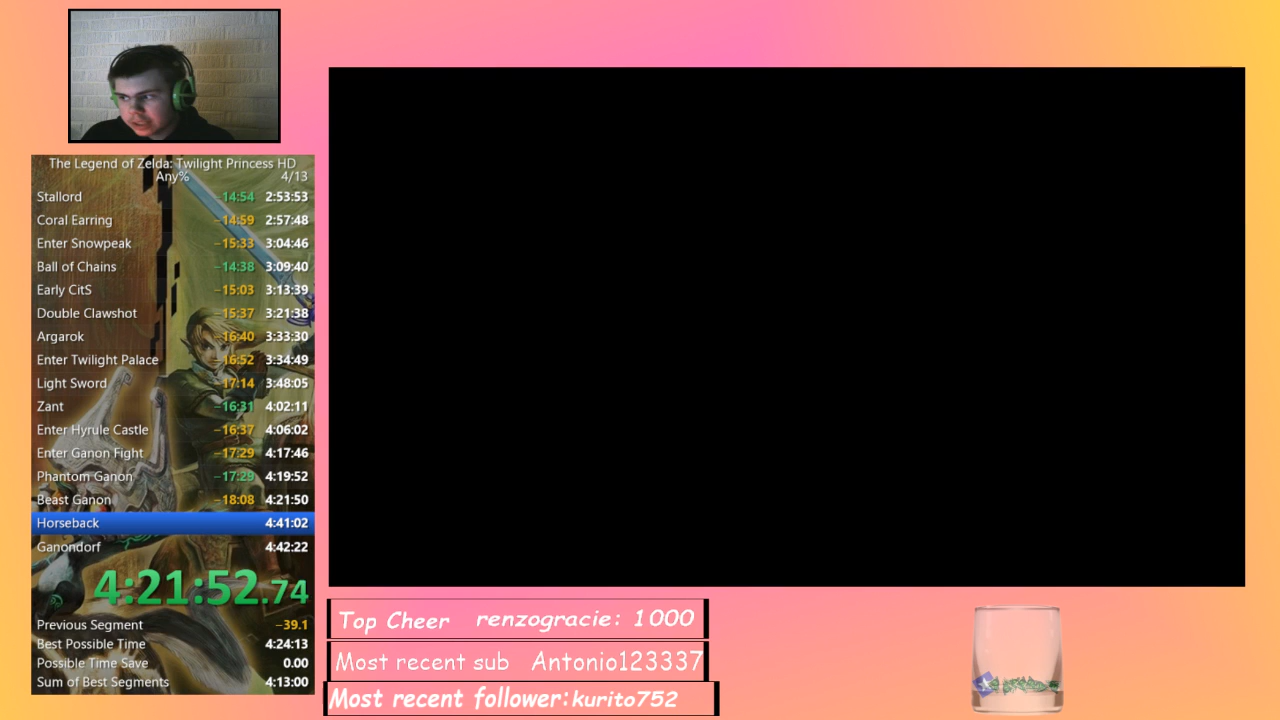 The Legend of Zelda: Twilight Princess HD
Any% 4/13
Stallord −14:54 2:53:53
Coral Earring −14:59 2:57:48
Enter Snowpeak −15:33 3:04:46
Ball of Chains −14:38 3:09:40
Early CitS −15:03 3:13:39
Double Clawshot −15:37 3:21:38
Argarok −16:40 3:33:30
Enter Twilight Palace −16:52 3:34:49
Light Sword −17:14 3:48:05
Zant −16:31 4:02:11
Enter Hyrule Castle −16:37 4:06:02
Enter Ganon Fight −17:29 4:17:46
Phantom Ganon −17:29 4:19:52
Beast Ganon −18:08 4:21:50
Horseback 4:41:02
Ganondorf 4:42:22
4:21:52.74
Previous Segment −39.1
Best Possible Time 4:24:13
Possible Time Save 0.00
Sum of Best Segments 4:13:00
Top Cheer renzogracie: 1000
Most recent sub Antonio123337
Most recent follower:kurito752